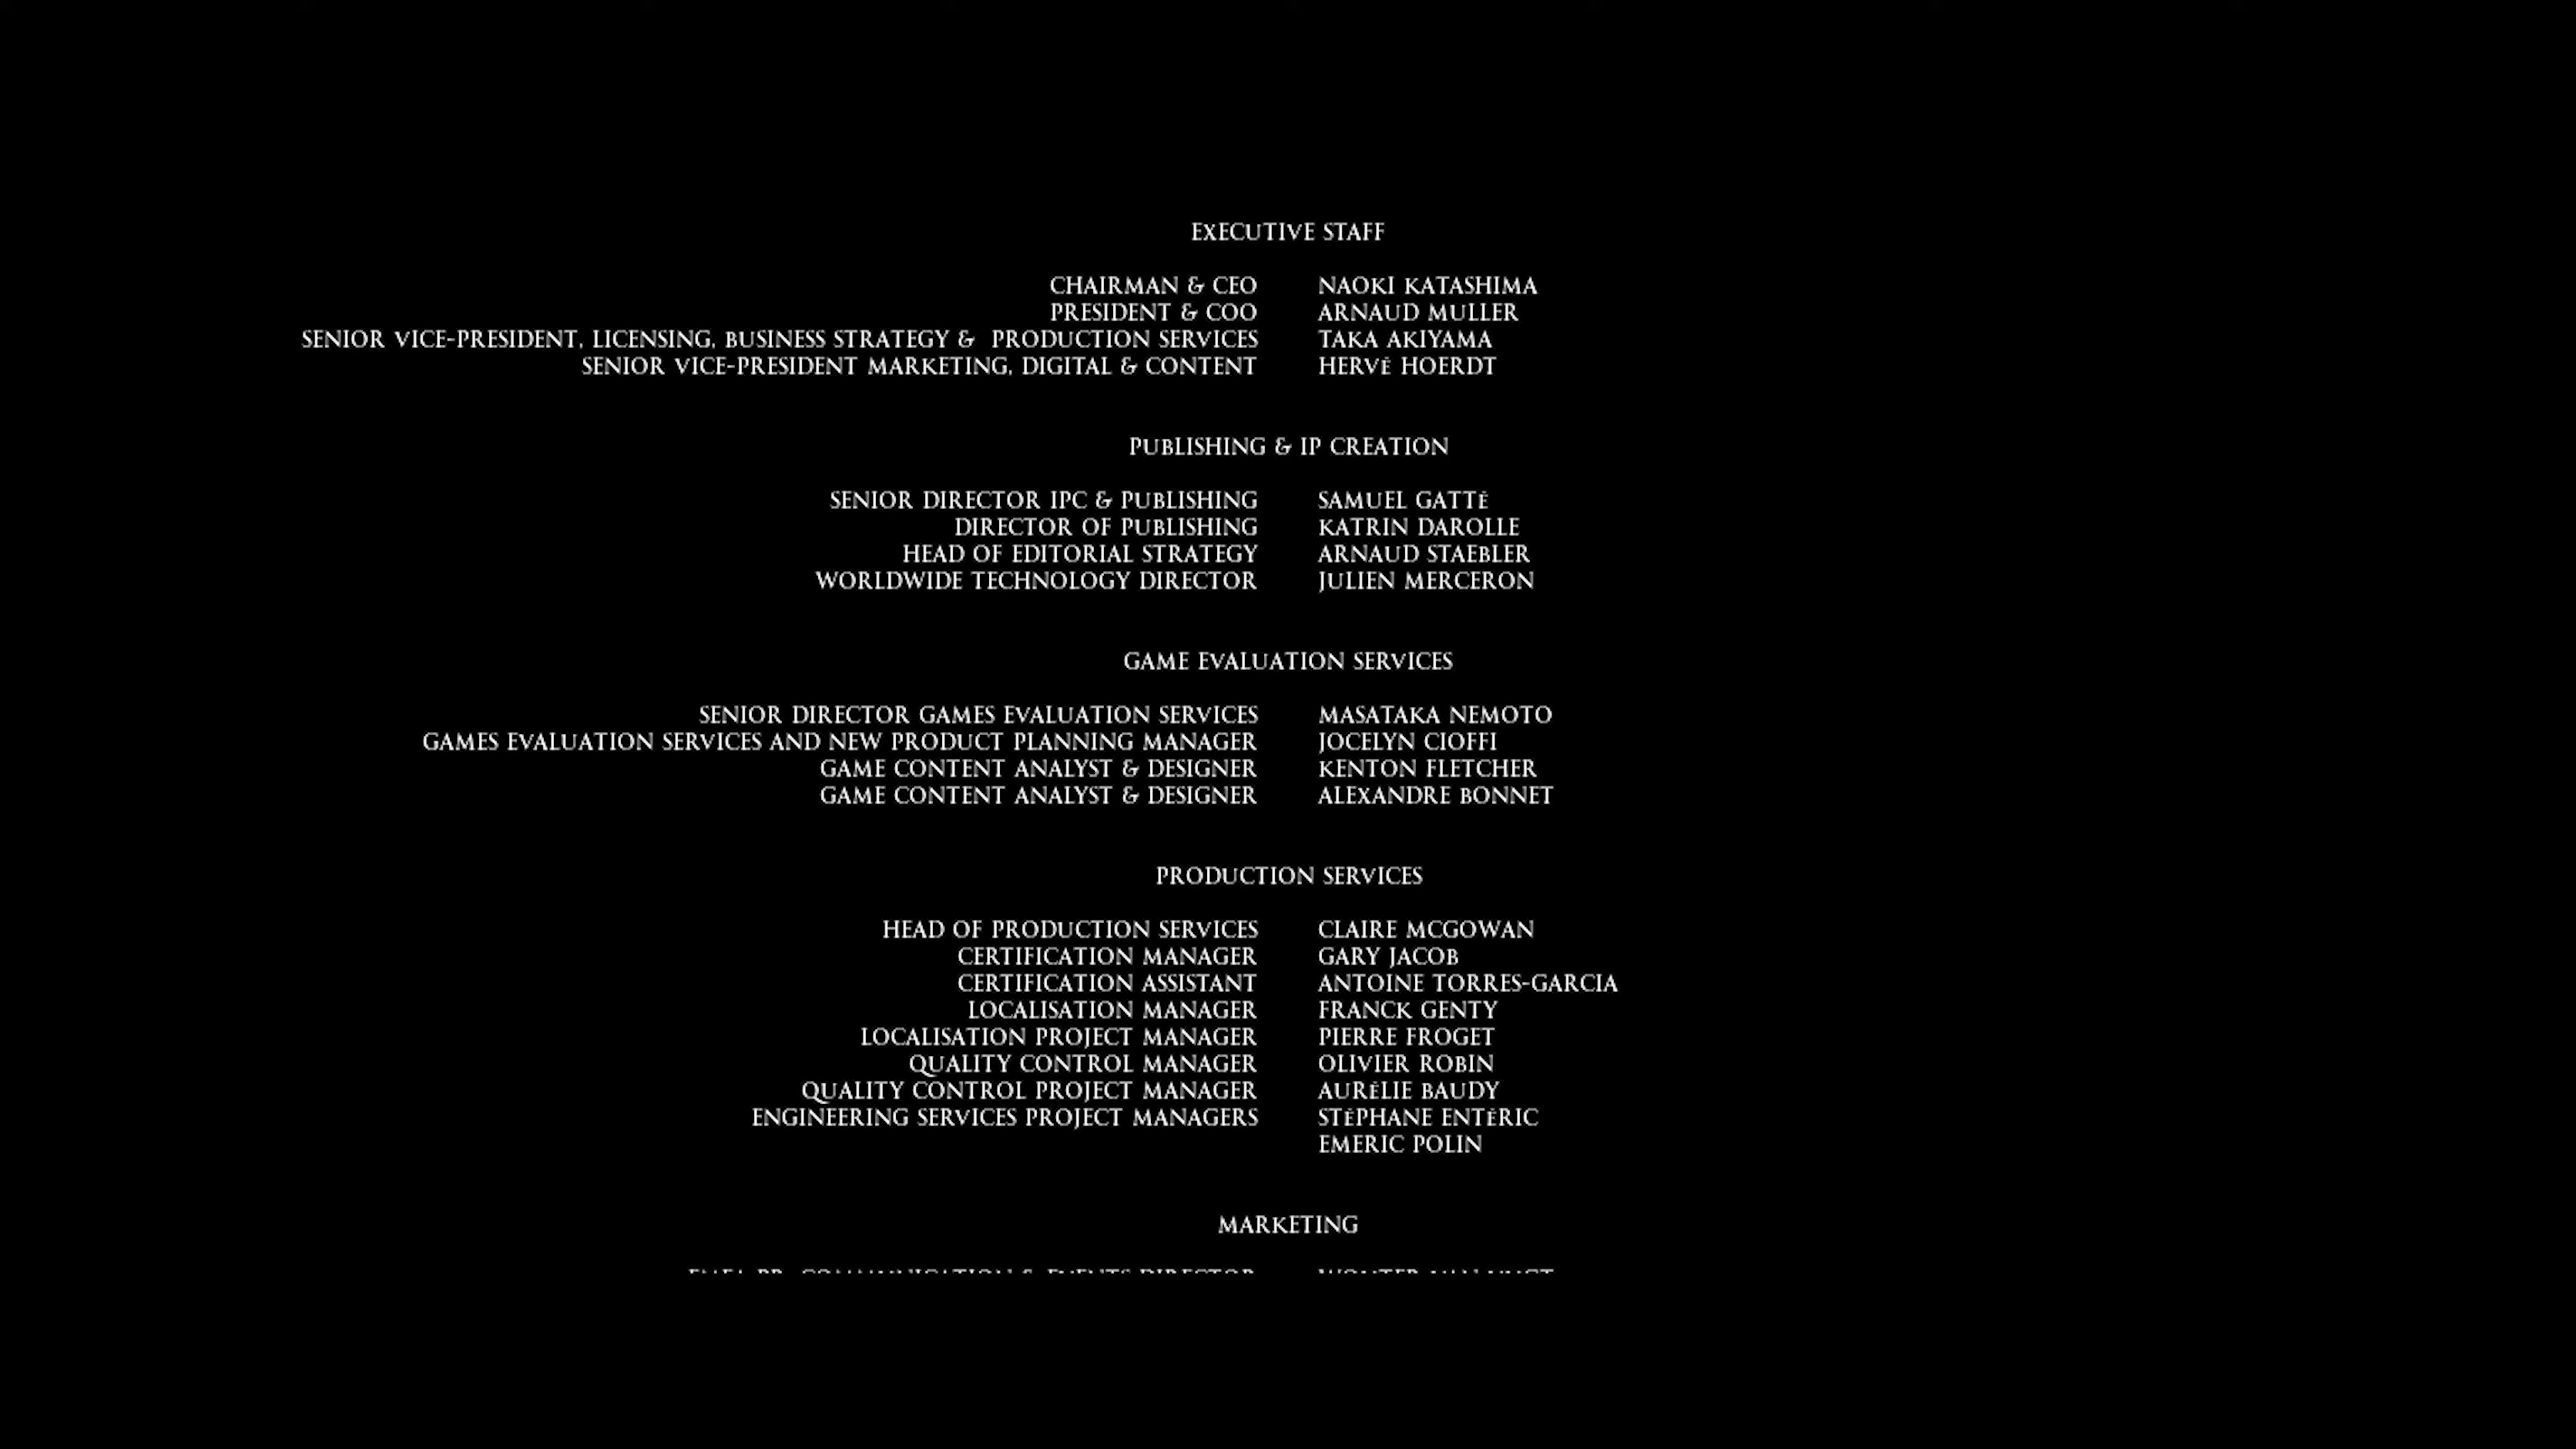 EXECUTIVE STAFF
CHAIRMAN & CEO NAOKI KATASHIMA
PRESIDENT & COO ARNAUD MULLER
SENIOR VICE-PRESIDENT, LICENSING, BUSINESS STRATEGY & PRODUCTION SERVICES TAKA AKIYAMA
SENIOR VICE-PRESIDENT MARKETING, DIGITAL & CONTENT HERVÉ HOERDT
PUBLISHING & IP CREATION
SENIOR DIRECTOR IPC & PUBLISHING SAMUEL GATTÉ
DIRECTOR OF PUBLISHING KATRIN DAROLLE
HEAD OF EDITORIAL STRATEGY ARNAUD STAEBLER
WORLDWIDE TECHNOLOGY DIRECTOR JULIEN MERCERON
GAME EVALUATION SERVICES
SENIOR DIRECTOR GAMES EVALUATION SERVICES MASATAKA NEMOTO
GAMES EVALUATION SERVICES AND NEW PRODUCT PLANNING MANAGER JOCELYN CIOFFI
GAME CONTENT ANALYST & DESIGNER KENTON FLETCHER
GAME CONTENT ANALYST & DESIGNER ALEXANDRE BONNET
PRODUCTION SERVICES
HEAD OF PRODUCTION SERVICES CLAIRE MCGOWAN
CERTIFICATION MANAGER GARY JACOB
CERTIFICATION ASSISTANT ANTOINE TORRES-GARCIA
LOCALISATION MANAGER FRANCK GENTY
LOCALISATION PROJECT MANAGER PIERRE FROGET
QUALITY CONTROL MANAGER OLIVIER ROBIN
QUALITY CONTROL PROJECT MANAGER AURÉLIE BAUDY
ENGINEERING SERVICES PROJECT MANAGERS STÉPHANE ENTÉRIC
EMERIC POLIN
MARKETING